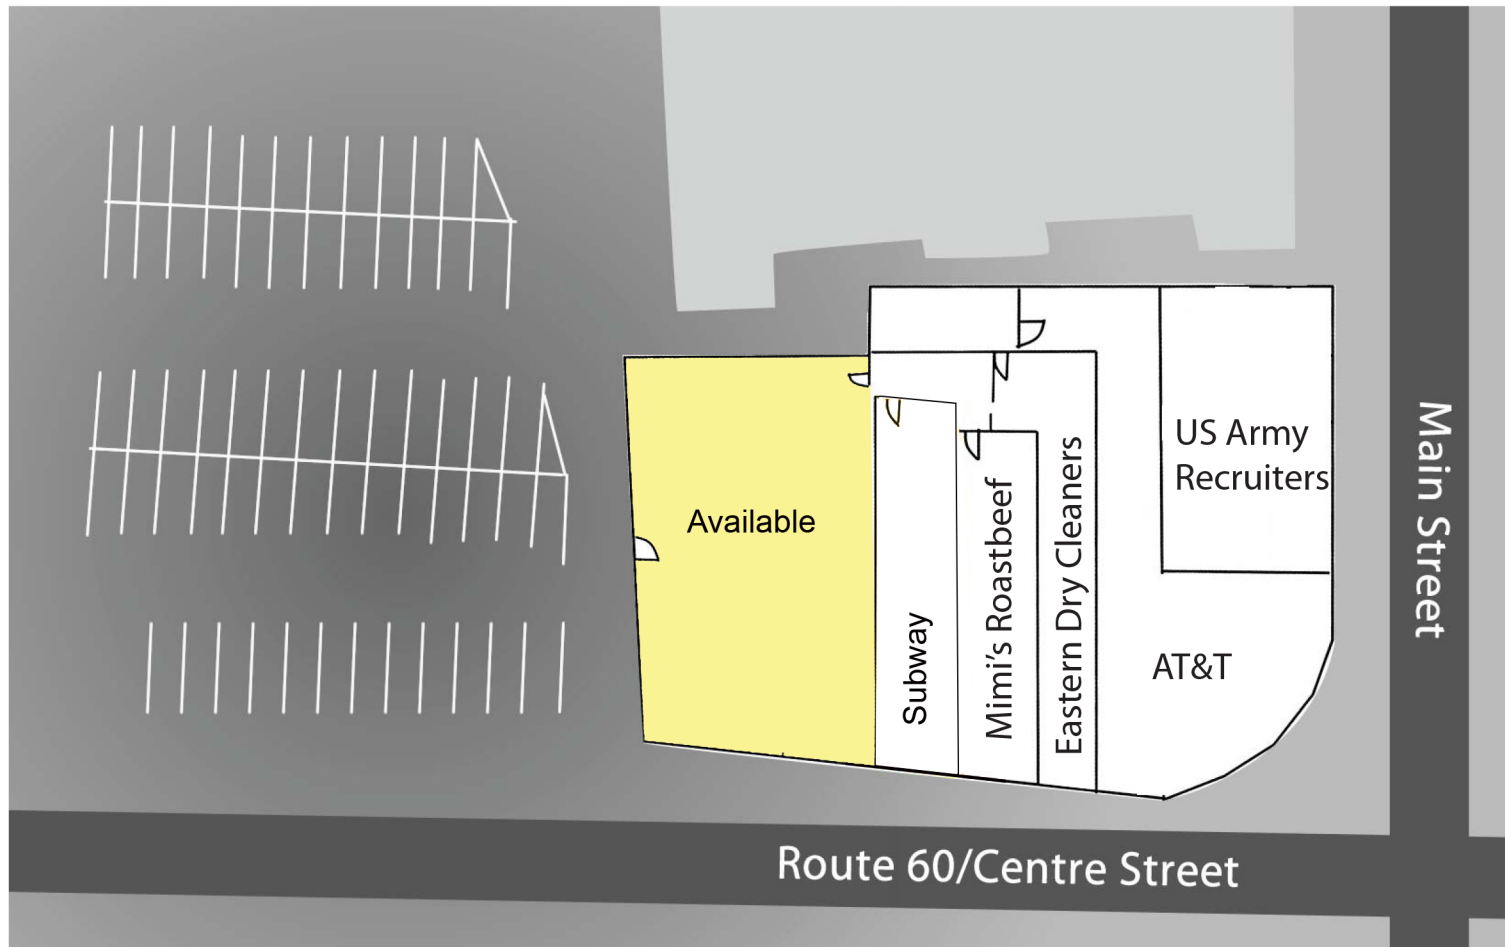 Available
Subway
Mimi's Roastbeef
Eastern Dry Cleaners
US Army
Recruiters
AT&T
Main Street
Route 60/Centre Street